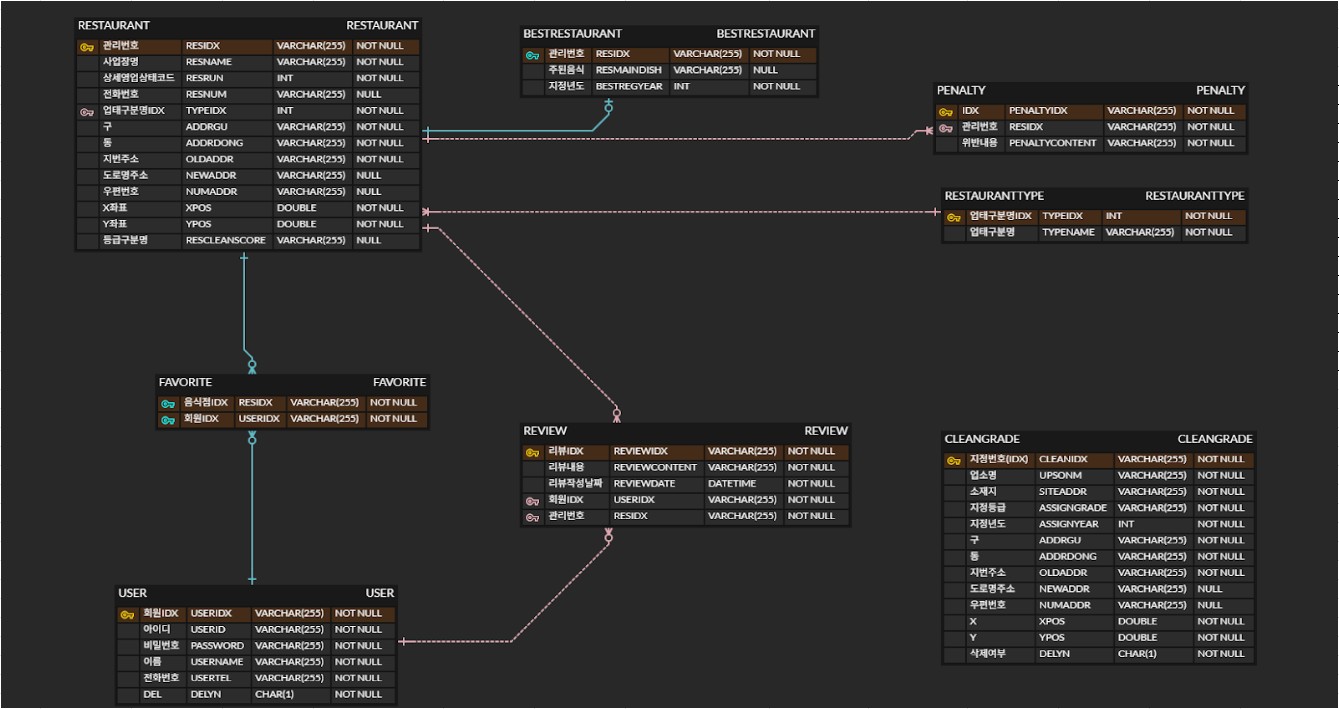 RESTAURANT RESTAURANT
관리번호 RESIDX VARCHAR(255) NOT NULL
사업장명 RESNAME VARCHAR(255) NOT NULL
상세영업상태코드 RESRUN INT NOT NULL
전화번호 RESNUM VARCHAR(255) NULL
업태구분명IDX TYPEIDX INT NOT NULL
구 ADDRGU VARCHAR(255) NOT NULL
동 ADDRDONG VARCHAR(255) NOT NULL
지번주소 OLDADDR VARCHAR(255) NOT NULL
도로명주소 NEWADDR VARCHAR(255) NULL
우편번호 NUMADDR VARCHAR(255) NULL
X좌표 XPOS DOUBLE NOT NULL
Y좌표 YPOS DOUBLE NOT NULL
등급구분명 RESCLEANSCORE VARCHAR(255) NULL
BESTRESTAURANT BESTRESTAURANT
관리번호 RESIDX VARCHAR(255) NOT NULL
주된음식 RESMAINDISH VARCHAR(255) NULL
지정년도 BESTREGYEAR INT NOT NULL
PENALTY PENALTY
IDX PENALTYIDX VARCHAR(255) NOT NULL
관리번호 RESIDX VARCHAR(255) NOT NULL
위반내용 PENALTYCONTENT VARCHAR(255) NOT NULL
RESTAURANTTYPE RESTAURANTTYPE
업태구분명IDX TYPEIDX INT NOT NULL
업태구분명 TYPENAME VARCHAR(255) NOT NULL
FAVORITE FAVORITE
음식점IDX RESIDX VARCHAR(255) NOT NULL
회원IDX USERIDX VARCHAR(255) NOT NULL
REVIEW REVIEW
리뷰IDX REVIEWIDX VARCHAR(255) NOT NULL
리뷰내용 REVIEWCONTENT VARCHAR(255) NOT NULL
리뷰작성날짜 REVIEWDATE DATETIME NOT NULL
회원IDX USERIDX VARCHAR(255) NOT NULL
관리번호 RESIDX VARCHAR(255) NOT NULL
CLEANGRADE CLEANGRADE
지정번호(IDX) CLEANIDX VARCHAR(255) NOT NULL
업소명 UPSONM VARCHAR(255) NOT NULL
소재지 SITEADDR VARCHAR(255) NOT NULL
지정등급 ASSIGNGRADE VARCHAR(255) NOT NULL
지정년도 ASSIGNYEAR INT NOT NULL
구 ADDRGU VARCHAR(255) NOT NULL
동 ADDRDONG VARCHAR(255) NOT NULL
지번주소 OLDADDR VARCHAR(255) NOT NULL
도로명주소 NEWADDR VARCHAR(255) NULL
우편번호 NUMADDR VARCHAR(255) NULL
X XPOS DOUBLE NOT NULL
Y YPOS DOUBLE NOT NULL
삭제여부 DELYN CHAR(1) NOT NULL
USER USER
회원IDX USERIDX VARCHAR(255) NOT NULL
아이디 USERID VARCHAR(255) NOT NULL
비밀번호 PASSWORD VARCHAR(255) NOT NULL
이름 USERNAME VARCHAR(255) NOT NULL
전화번호 USERTEL VARCHAR(255) NOT NULL
DEL DELYN CHAR(1) NOT NULL